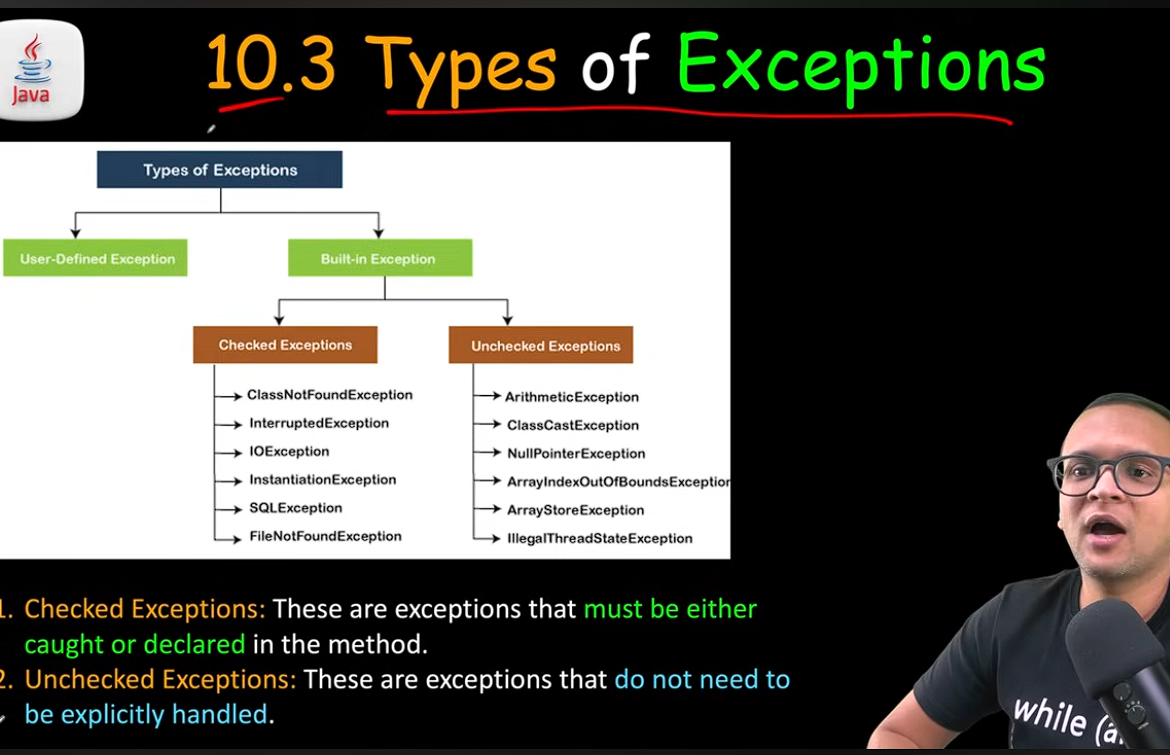 Java
10.3 Types of Exceptions
Types of Exceptions
User-Defined Exception
Built-in Exception
Checked Exceptions
ClassNotFoundException
InterruptedException
IOException
InstantiationException
SQLException
FileNotFoundException
Unchecked Exceptions
ArithmeticException
ClassCastException
NullPointerException
ArrayIndexOutOfBoundsException
ArrayStoreException
IllegalThreadStateException
1. Checked Exceptions: These are exceptions that must be either
caught or declared in the method.
2. Unchecked Exceptions: These are exceptions that do not need to
be explicitly handled.
while